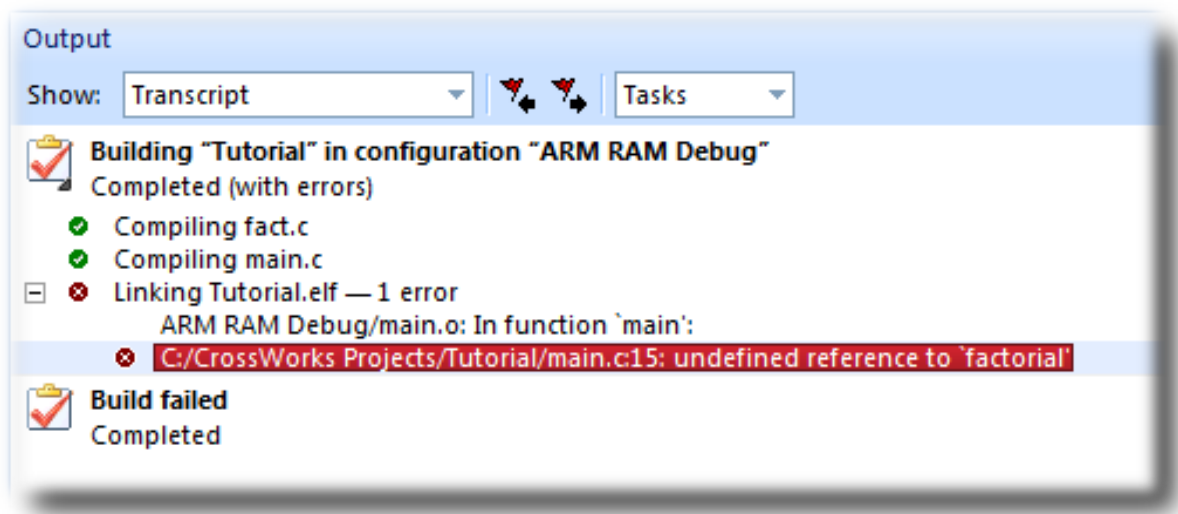 Output
Show: Transcript Tasks
Building “Tutorial” in configuration “ARM RAM Debug”
Completed (with errors)
Compiling fact.c
Compiling main.c
Linking Tutorial.elf — 1 error
ARM RAM Debug/main.o: In function `main':
C:/CrossWorks Projects/Tutorial/main.c:15: undefined reference to `factorial'
Build failed
Completed